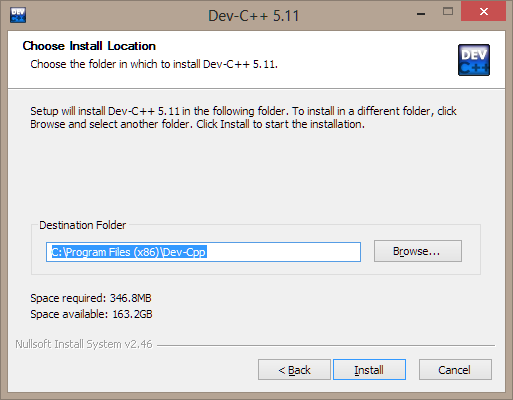 Dev-C++ 5.11
Choose Install Location
Choose the folder in which to install Dev-C++ 5.11.
DEV
C++
Setup will install Dev-C++ 5.11 in the following folder. To install in a different folder, click
Browse and select another folder. Click Install to start the installation.
Destination Folder
C:\Program Files (x86)\Dev-Cpp
Browse...
Space required: 346.8MB
Space available: 163.2GB
Nullsoft Install System v2.46
< Back
Install
Cancel